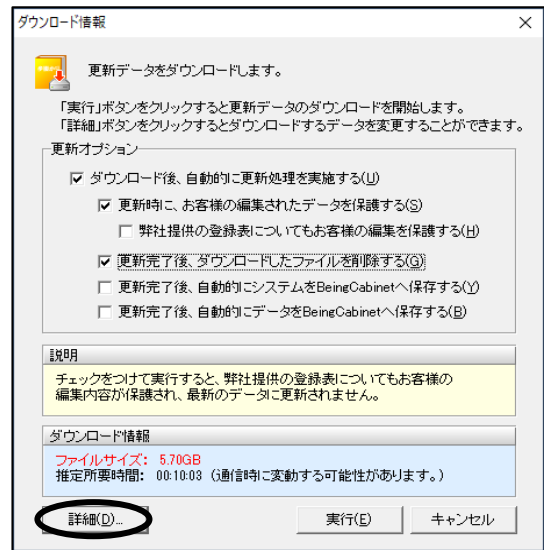 ダウンロード情報
更新データをダウンロードします。
「実行」ボタンをクリックすると更新データのダウンロードを開始します。
「詳細」ボタンをクリックするとダウンロードするデータを変更することができます。
更新オプション
ダウンロード後、自動的に更新処理を実施する(U)
更新時に、お客様の編集されたデータを保護する(S)
弊社提供の登録表についてもお客様の編集を保護する(H)
更新完了後、ダウンロードしたファイルを削除する(G)
更新完了後、自動的にシステムをBeingCabinetへ保存する(Y)
更新完了後、自動的にデータをBeingCabinetへ保存する(B)
説明
チェックをつけて実行すると、弊社提供の登録表についてもお客様の
編集内容が保護され、最新のデータに更新されません。
ダウンロード情報
ファイルサイズ: 5.70GB
推定所要時間: 00:10:03 (通信時に変動する可能性があります。)
詳細(D)... 実行(E) キャンセル